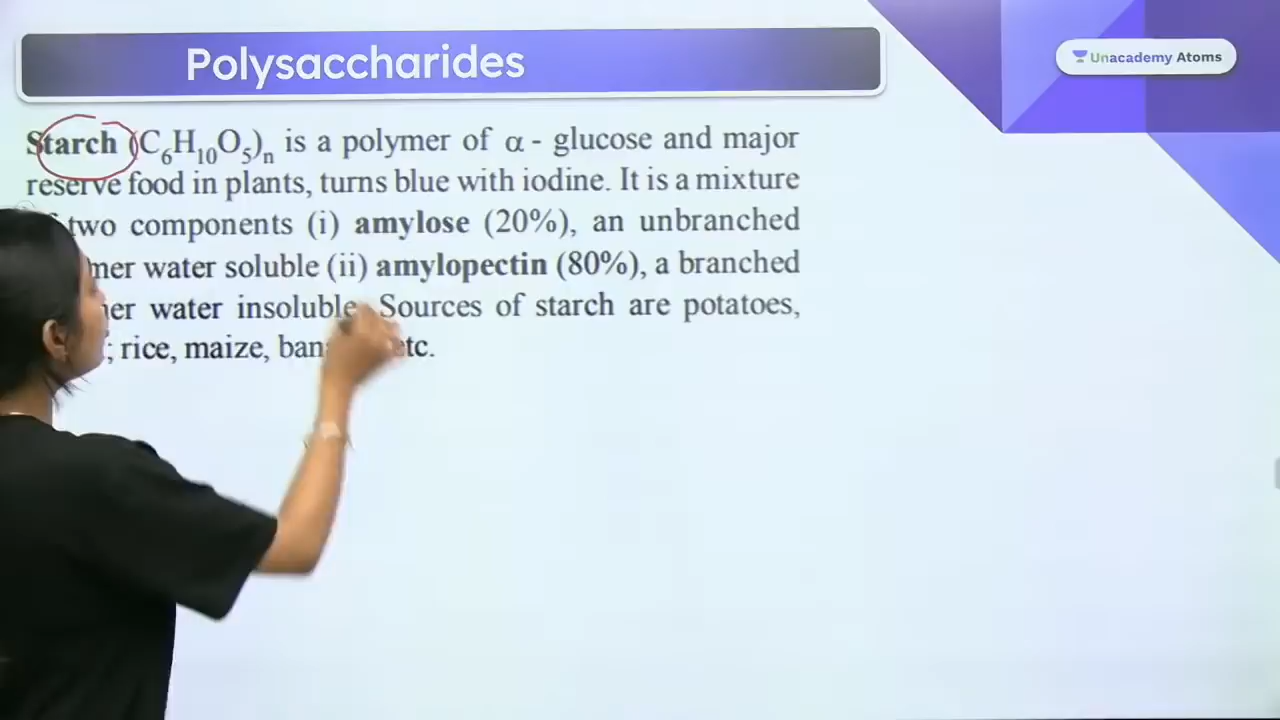 Polysaccharides
Unacademy Atoms
Starch (C₆H₁₀O₅)ₙ is a polymer of α - glucose and major
reserve food in plants, turns blue with iodine. It is a mixture
two components (i) amylose (20%), an unbranched
water soluble (ii) amylopectin (80%), a branched
water insoluble. Sources of starch are potatoes,
; rice, maize, etc.